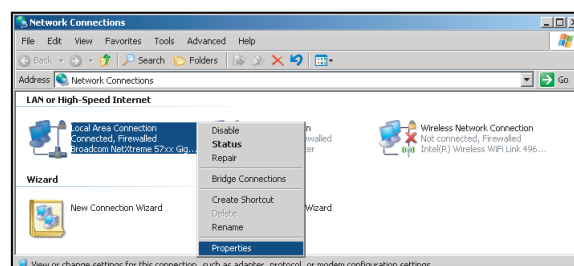 Network Connections
File Edit View Favorites Tools Advanced Help
Back Search Folders
Address Network Connections Go
LAN or High-Speed Internet
Local Area Connection
Connected, Firewalled
Broadcom NetXtreme 57xx Gig...
Disable
Status
Repair
Bridge Connections
Create Shortcut
Delete
Rename
Properties
Wireless Network Connection
Not connected, Firewalled
Intel(R) Wireless WiFi Link 496...
Wizard
New Connection Wizard
Wizard
View or change settings for this connection, such as adapter, protocol, or modem configuration settings.